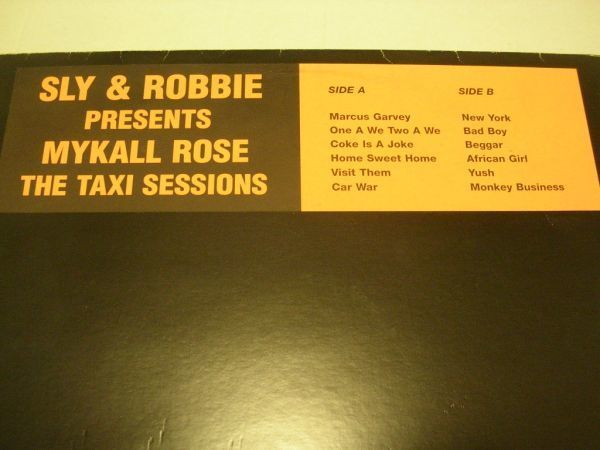 SLY & ROBBIE
PRESENTS
MYKALL ROSE
THE TAXI SESSIONS
SIDE A
Marcus Garvey
One A We Two A We
Coke Is A Joke
Home Sweet Home
Visit Them
Car War
SIDE B
New York
Bad Boy
Beggar
African Girl
Yush
Monkey Business